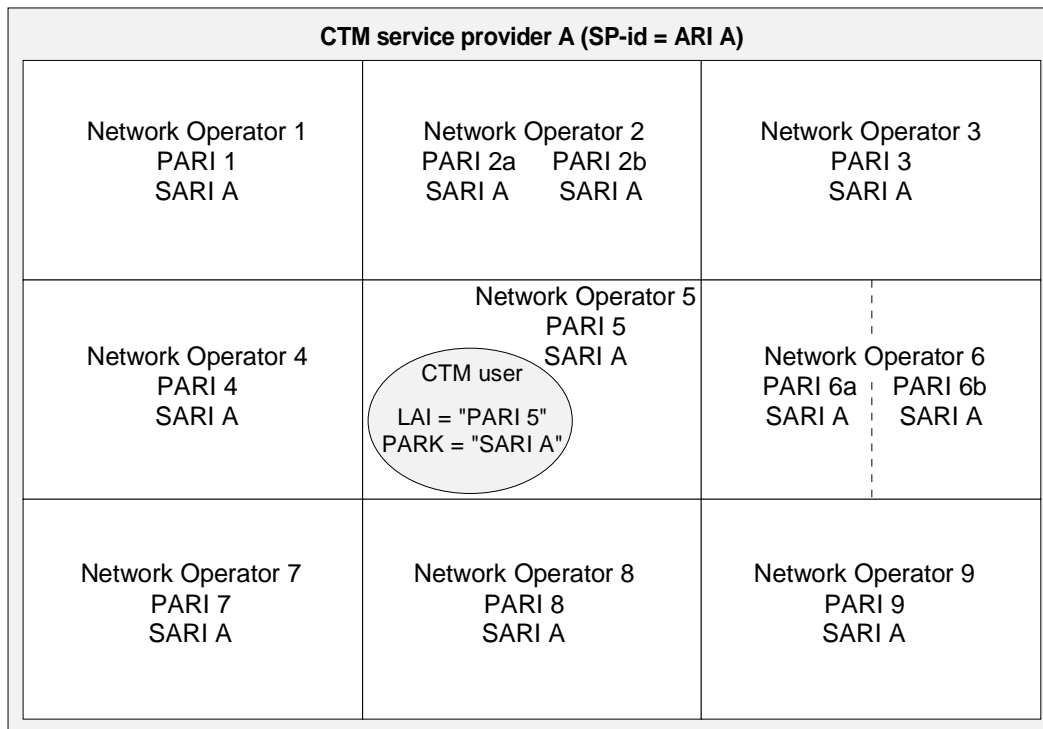 CTM service provider A (SP-id = ARI A)
Network Operator 1
PARI 1
SARI A
Network Operator 2
PARI 2a PARI 2b
SARI A SARI A
Network Operator 3
PARI 3
SARI A
Network Operator 4
PARI 4
SARI A
Network Operator 5
PARI 5
SARI A
CTM user
LAI = "PARI 5"
PARK = "SARI A"
Network Operator 6
PARI 6a PARI 6b
SARI A SARI A
Network Operator 7
PARI 7
SARI A
Network Operator 8
PARI 8
SARI A
Network Operator 9
PARI 9
SARI A